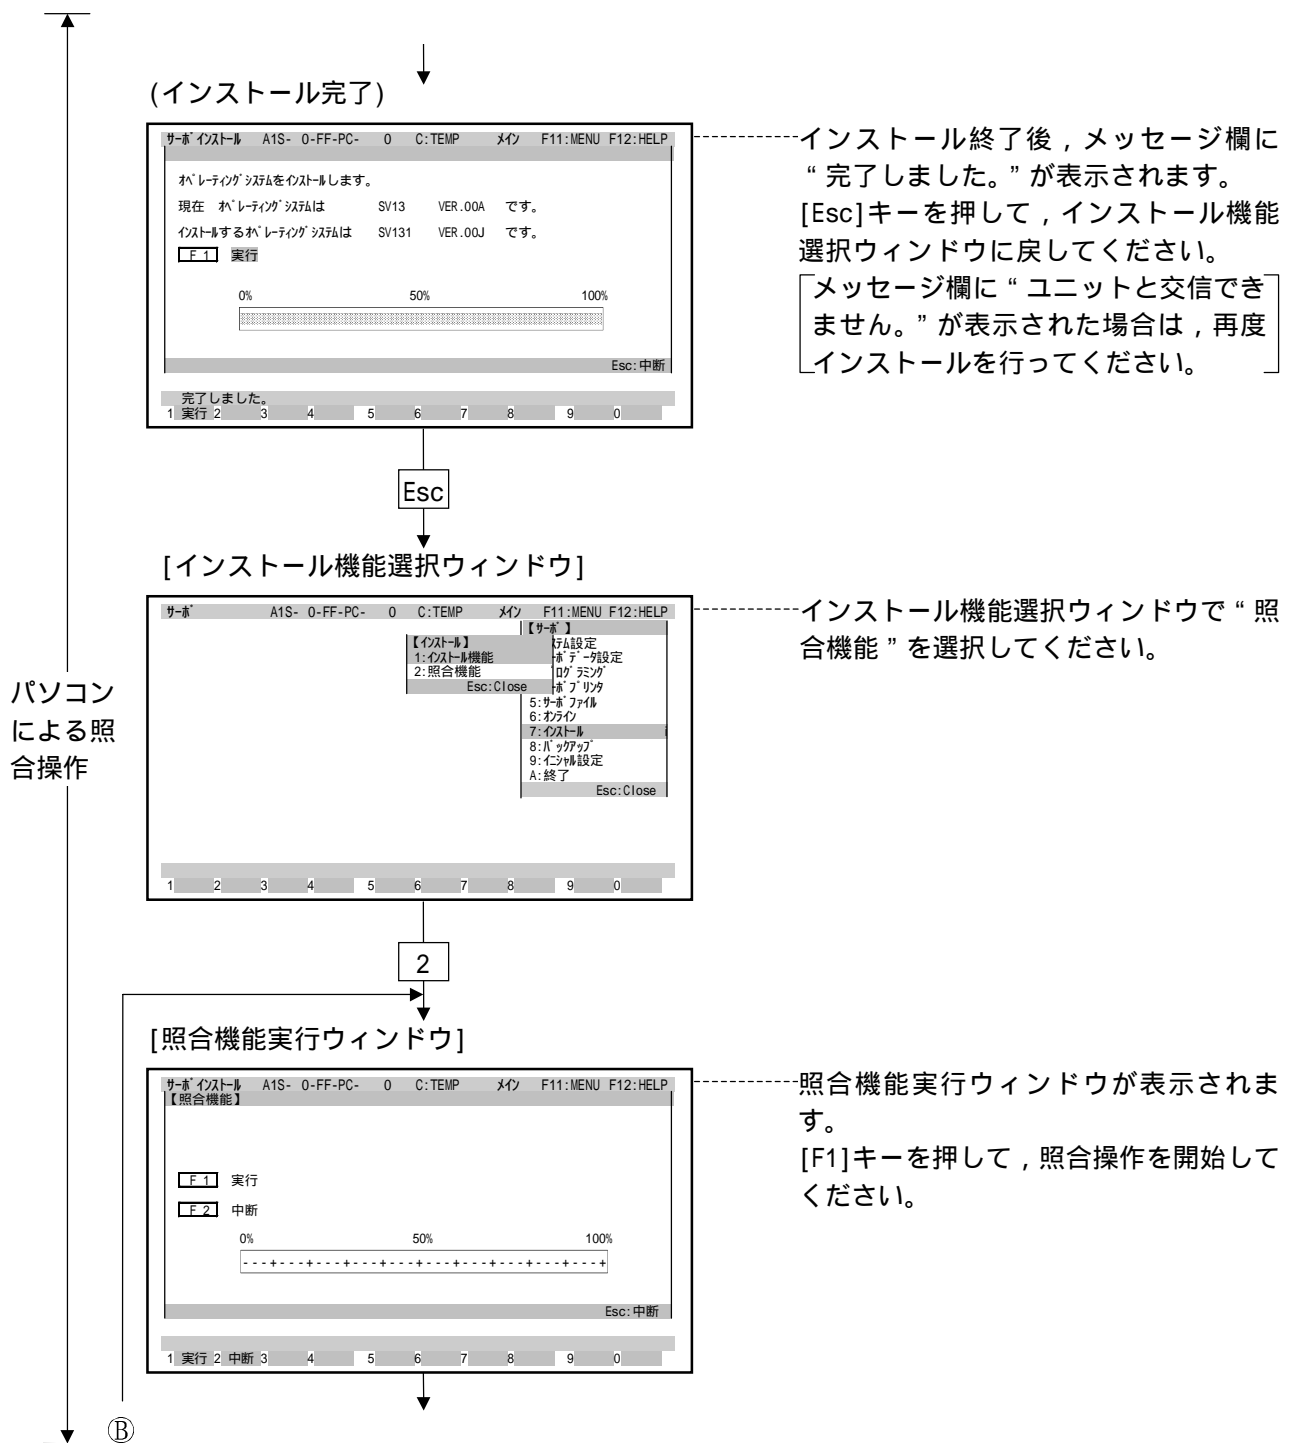 (インストール完了)
ｻｰﾎﾞｲﾝｽﾄｰﾙ A1S- 0-FF-PC- 0 C:TEMP ﾒｲﾝ F11:MENU F12:HELP
ｵﾍﾟﾚｰﾃｨﾝｸﾞｼｽﾃﾑをｲﾝｽﾄｰﾙします。
現在 ｵﾍﾟﾚｰﾃｨﾝｸﾞｼｽﾃﾑは SV13 VER.00A です。
ｲﾝｽﾄｰﾙするｵﾍﾟﾚｰﾃｨﾝｸﾞｼｽﾃﾑは SV131 VER.00J です。
F1 実行
0% 50% 100%
Esc:中断
完了しました。
1 実行 2 3 4 5 6 7 8 9 0
インストール終了後，メッセージ欄に
“完了しました。”が表示されます。
[Esc]キーを押して，インストール機能
選択ウィンドウに戻してください。
メッセージ欄に“ユニットと交信でき
ません。”が表示された場合は，再度
インストールを行ってください。
Esc
[インストール機能選択ウィンドウ]
ｻｰﾎﾞ A1S- 0-FF-PC- 0 C:TEMP ﾒｲﾝ F11:MENU F12:HELP
【ｻｰﾎﾞ】
ｽﾃﾑ設定
ｰﾎﾞﾃﾞｰﾀ設定
ﾛｸﾞﾗﾐﾝｸﾞ
ｰﾎﾞﾌﾟﾘﾝﾀ
5:ｻｰﾎﾞﾌｧｲﾙ
6:ｵﾝﾗｲﾝ
7:ｲﾝｽﾄｰﾙ
8:ﾊﾞｯｸｱｯﾌﾟ
9:ｲﾆｼｬﾙ設定
A:終了
Esc:Close
【ｲﾝｽﾄｰﾙ】
1:ｲﾝｽﾄｰﾙ機能
2:照合機能
Esc:Close
1 2 3 4 5 6 7 8 9 0
インストール機能選択ウィンドウで“照
合機能”を選択してください。
パソコン
による照
合操作
2
[照合機能実行ウィンドウ]
ｻｰﾎﾞｲﾝｽﾄｰﾙ A1S- 0-FF-PC- 0 C:TEMP ﾒｲﾝ F11:MENU F12:HELP
【照合機能】
F1 実行
F2 中断
0% 50% 100%
---+---+---+---+---+---+---+---+---+---+
Esc:中断
1 実行 2 中断 3 4 5 6 7 8 9 0
照合機能実行ウィンドウが表示されま
す。
[F1]キーを押して，照合操作を開始して
ください。
Ⓑ